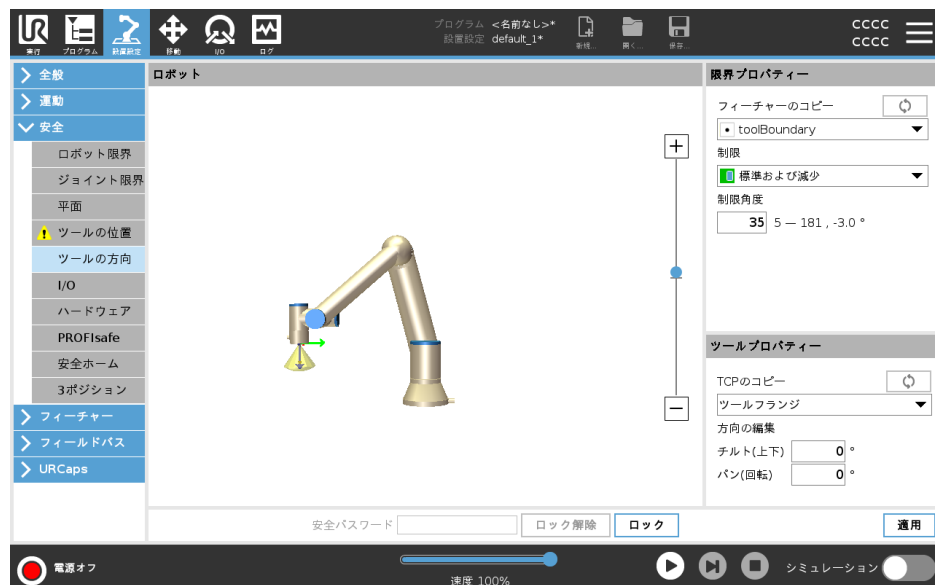 プログラム <名前なし>*
設置設定 default_1*
cccc
cccc
実行
プログラム
設置設定
移動
I/O
ログ
新規...
開く...
保存...
全般
運動
安全
ロボット限界
ジョイント限界
平面
ツールの位置
ツールの方向
I/O
ハードウェア
PROFIsafe
安全ホーム
3ポジション
フィーチャー
フィールドバス
URCaps
ロボット
限界プロパティー
フィーチャーのコピー
toolBoundary
制限
標準および減少
制限角度
35 5 — 181 , -3.0 °
ツールプロパティー
TCPのコピー
ツールフランジ
方向の編集
チルト(上下) 0 °
パン(回転) 0 °
安全パスワード
ロック解除
ロック
適用
電源オフ
速度 100%
シミュレーション